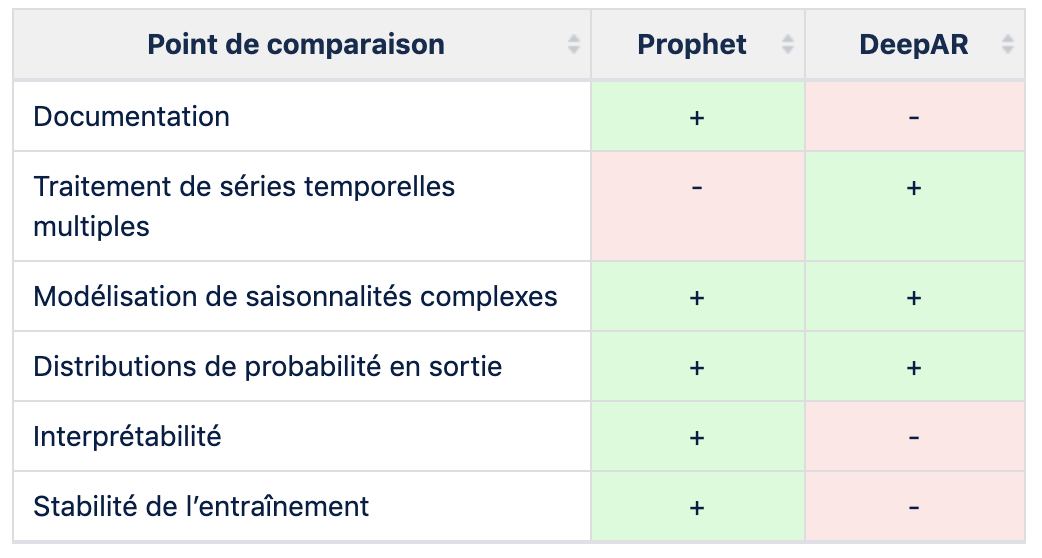 Point de comparaison Prophet DeepAR
Documentation + -
Traitement de séries temporelles - +
multiples
Modélisation de saisonnalités complexes + +
Distributions de probabilité en sortie + +
Interprétabilité + -
Stabilité de l’entraînement + -